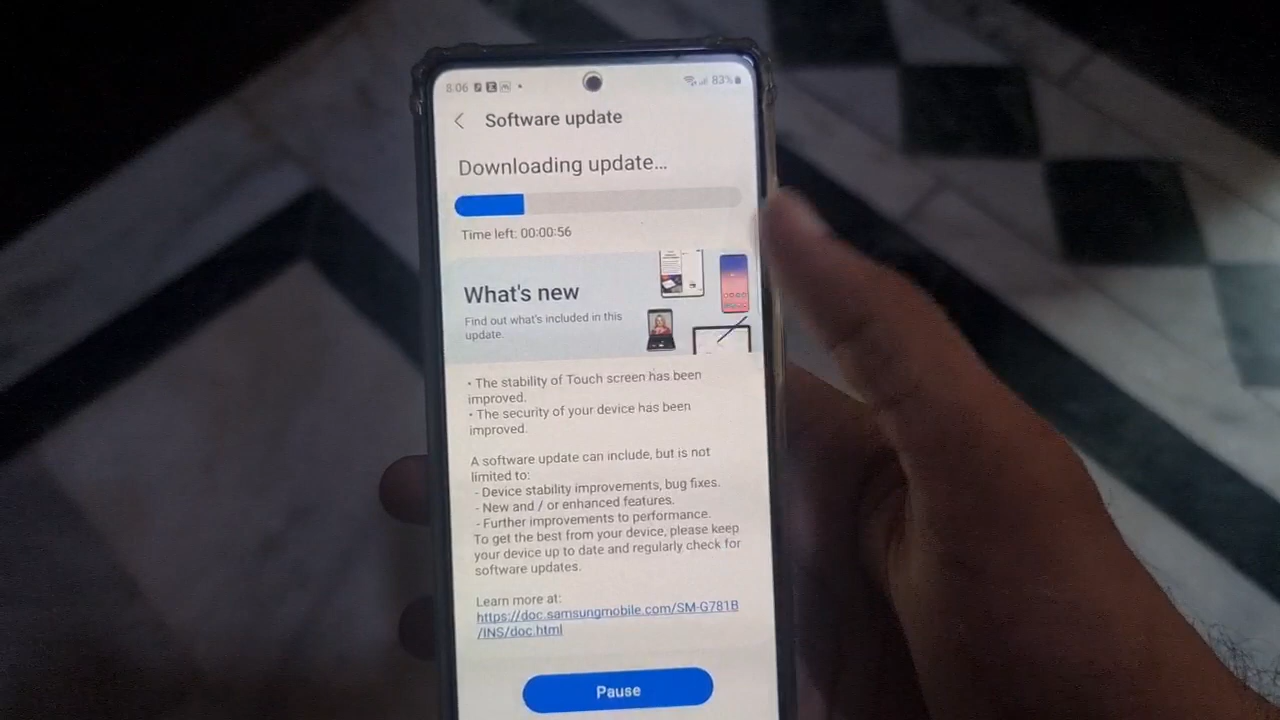 8:06
83%
Software update
Downloading update...
Time left: 00:00:56
What's new
Find out what's included in this
update.
• The stability of Touch screen has been
improved.
• The security of your device has been
improved.
A software update can include, but is not
limited to:
- Device stability improvements, bug fixes.
- New and / or enhanced features.
- Further improvements to performance.
To get the best from your device, please keep
your device up to date and regularly check for
software updates.
Learn more at:
https://doc.samsungmobile.com/SM-G781B
/INS/doc.html
Pause